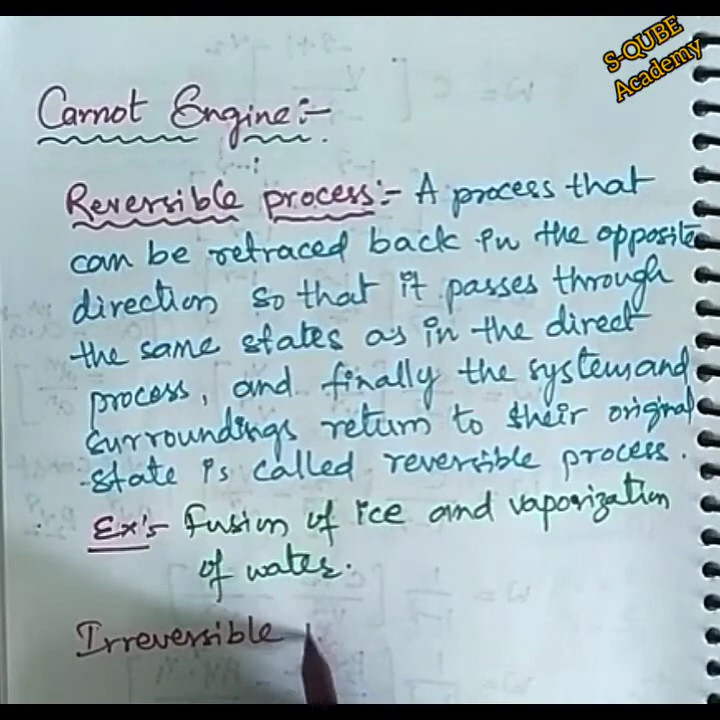 S-QUBE
Academy
Carnot Engine:-
Reversible process:- A process that
can be retraced back in the opposite
direction so that it passes through
the same states as in the direct
process, and finally the system and
surroundings return to their original
state is called reversible process.
Ex:- Fusion of ice and vaporization
of water.
Irreversible